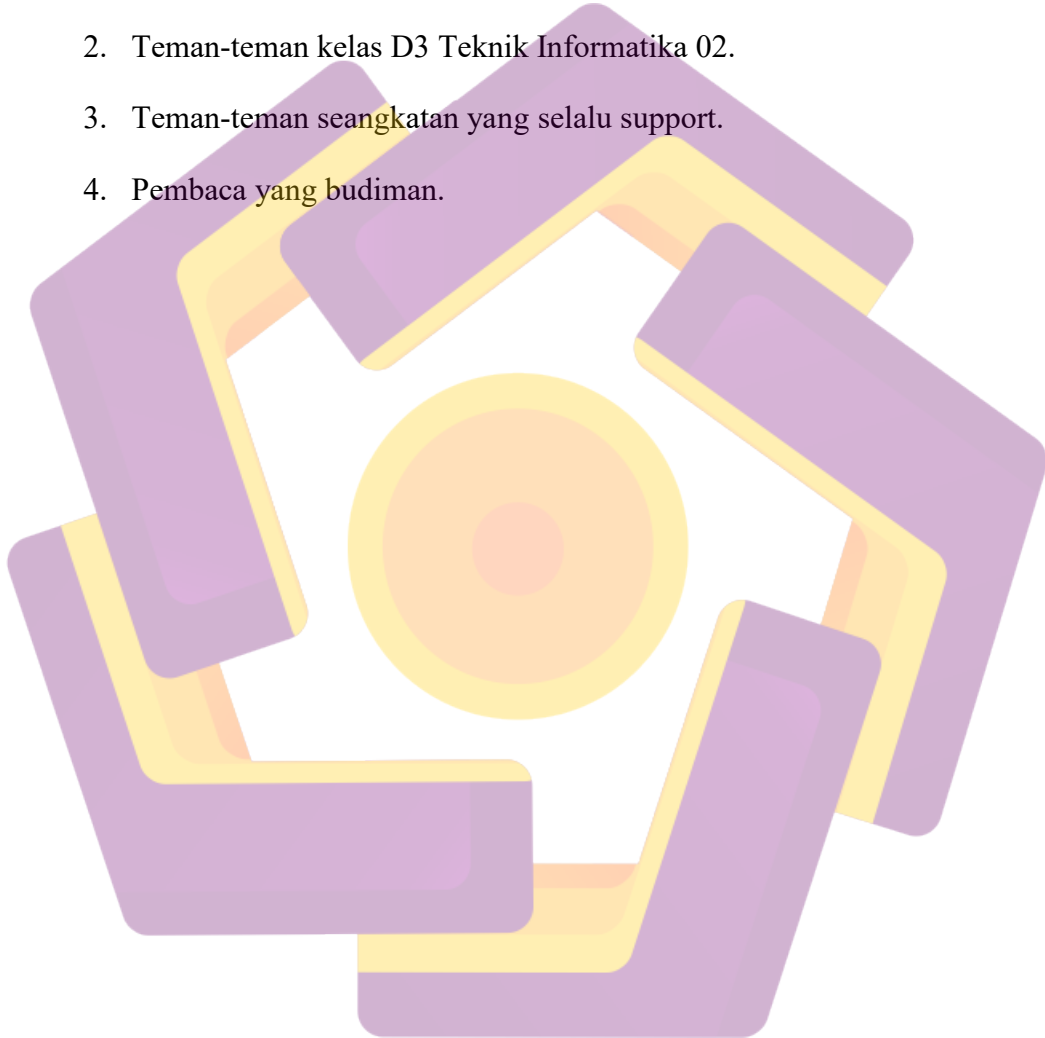 2. Teman-teman kelas D3 Teknik Informatika 02.
3. Teman-teman seangkatan yang selalu support.
4. Pembaca yang budiman.